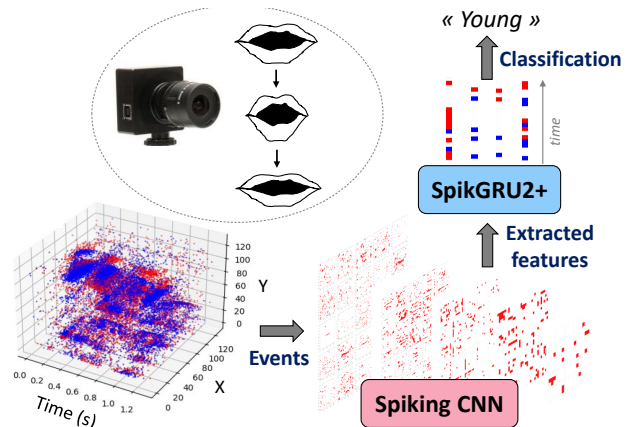 « Young »
Classification
time
SpikGRU2+
Extracted
features
Events
Spiking CNN
120
100
80
60
40
20
0
Y
0.0
0.2
0.4
0.6
0.8
1.0
1.2
Time (s)
0
20
40
60
80
100
120
X